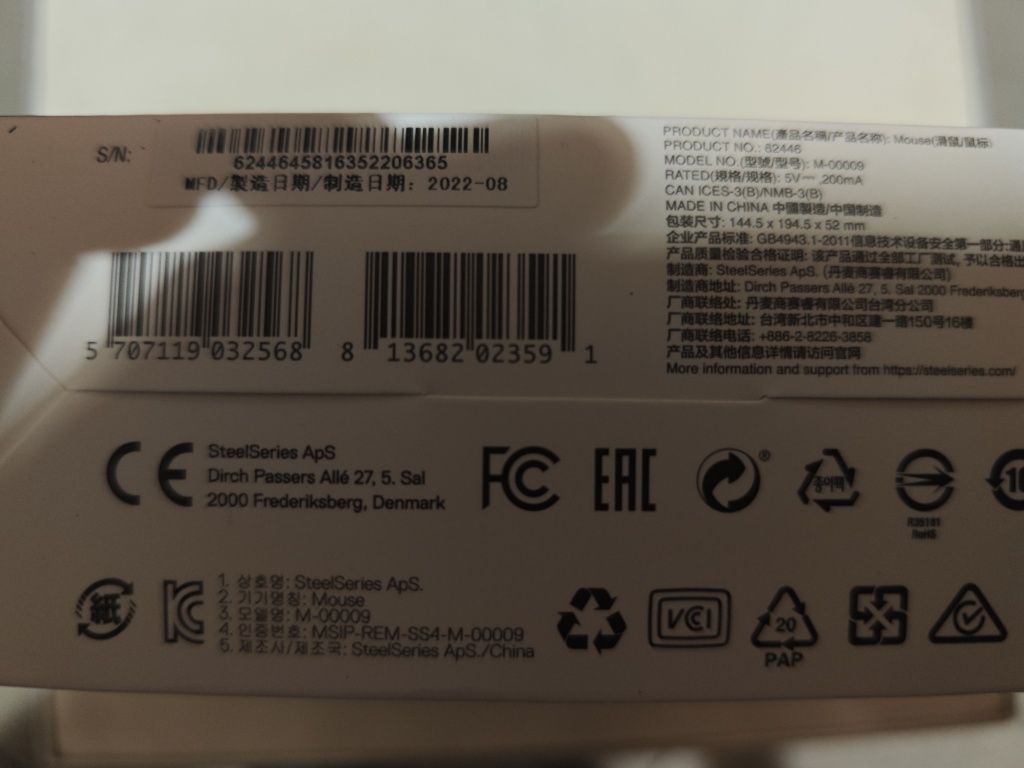 S/N:
6244645816352206365
MFD/製造日期/制造日期: 2022-08
5 707119 032568
8 13682 02359 1
PRODUCT NAME(產品名稱/产品名称): Mouse(滑鼠/鼠标)
PRODUCT NO.: 62446
MODEL NO.(型號/型号): M-00009
RATED(規格/规格): 5V⎓, 200mA
CAN ICES-3(B)/NMB-3(B)
MADE IN CHINA 中國製造/中国制造
包装尺寸: 144.5 x 194.5 x 52 mm
企业产品标准: GB4943.1-2011信息技术设备安全第一部分:通
产品质量检验合格证明: 该产品通过全部工厂测试, 予以合格出
制造商: SteelSeries ApS. (丹麦商赛睿有限公司)
制造商地址: Dirch Passers Allé 27, 5. Sal 2000 Frederiksberg
厂商联络处: 丹麦商赛睿有限公司台湾分公司
厂商联络地址: 台湾新北市中和区建一路150号16楼
厂商联络电话: +886-2-8226-3858
产品及其他信息详情请访问官网
More information and support from https://steelseries.com/
CE
SteelSeries ApS
Dirch Passers Allé 27, 5. Sal
2000 Frederiksberg, Denmark
FC
EAC
®
종이팩
R35181
RoHS
10
紙
KC
1. 상호명: SteelSeries ApS.
2. 기기명칭: Mouse
3. 모델명: M-00009
4. 인증번호: MSIP-REM-SS4-M-00009
5. 제조사/제조국: SteelSeries ApS./China
VCI
20
PAP